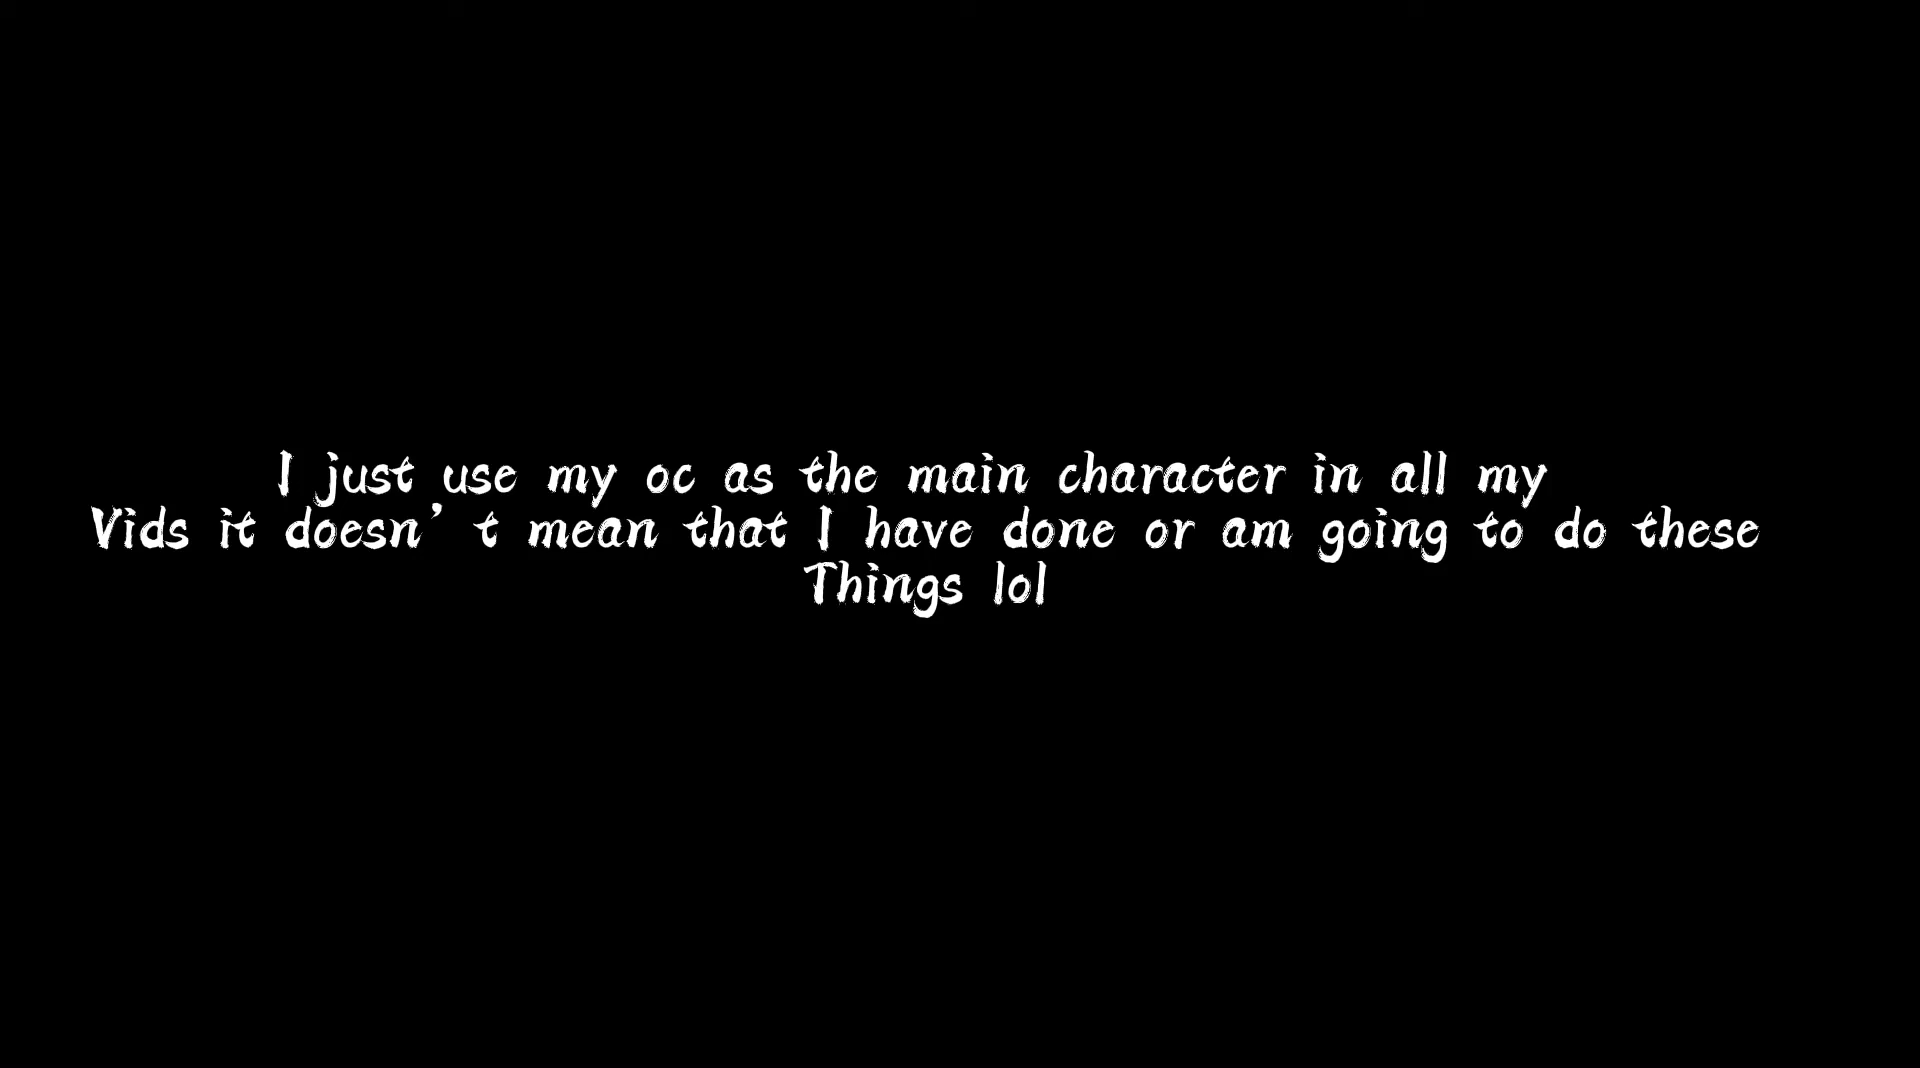 I just use my oc as the main character in all my
Vids it doesn’t mean that I have done or am going to do these
Things lol